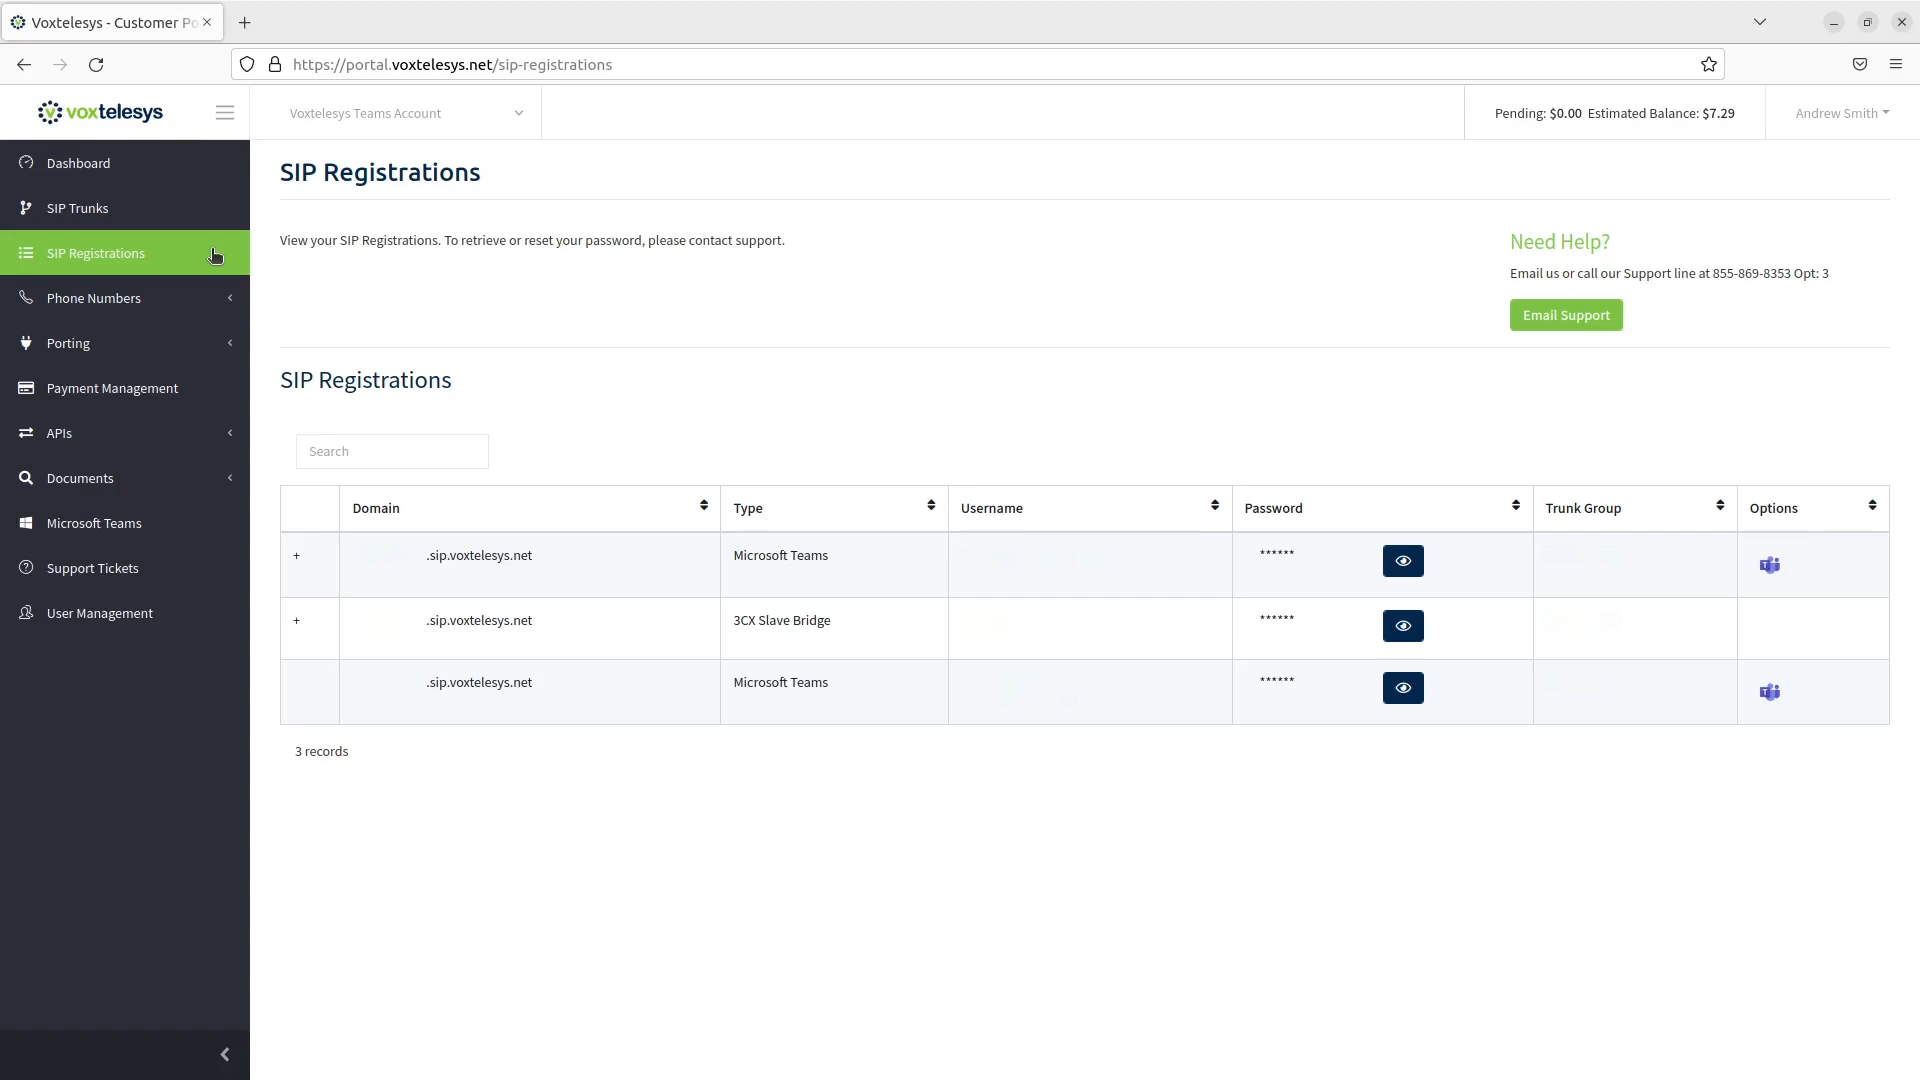 Voxtelesys - Customer Po
https://portal.voxtelesys.net/sip-registrations
voxtelesys
Voxtelesys Teams Account
Pending: $0.00 Estimated Balance: $7.29
Andrew Smith
Dashboard
SIP Trunks
SIP Registrations
Phone Numbers
Porting
Payment Management
APIs
Documents
Microsoft Teams
Support Tickets
User Management
SIP Registrations
View your SIP Registrations. To retrieve or reset your password, please contact support.
Need Help?
Email us or call our Support line at 855-869-8353 Opt: 3
Email Support
SIP Registrations
Search
Domain Type Username Password Trunk Group Options
+ .sip.voxtelesys.net Microsoft Teams ******
+ .sip.voxtelesys.net 3CX Slave Bridge ******
.sip.voxtelesys.net Microsoft Teams ******
3 records